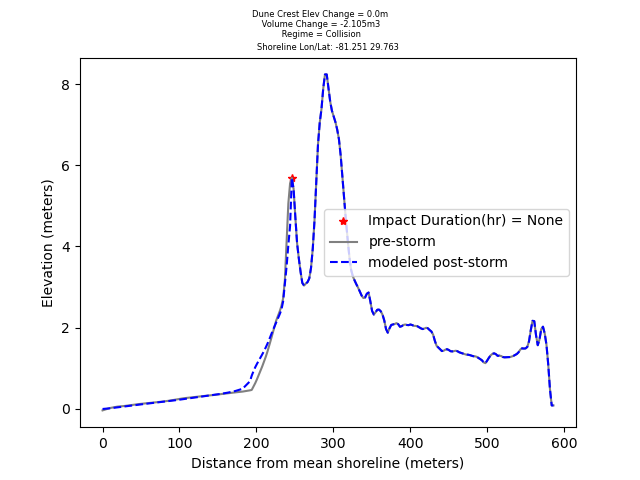 Dune Crest Elev Change = 0.0m
Volume Change = -2.105m3
Regime = Collision
Shoreline Lon/Lat: -81.251 29.763
8
6
4
2
0
Elevation (meters)
Impact Duration(hr) = None
pre-storm
modeled post-storm
0 100 200 300 400 500 600
Distance from mean shoreline (meters)